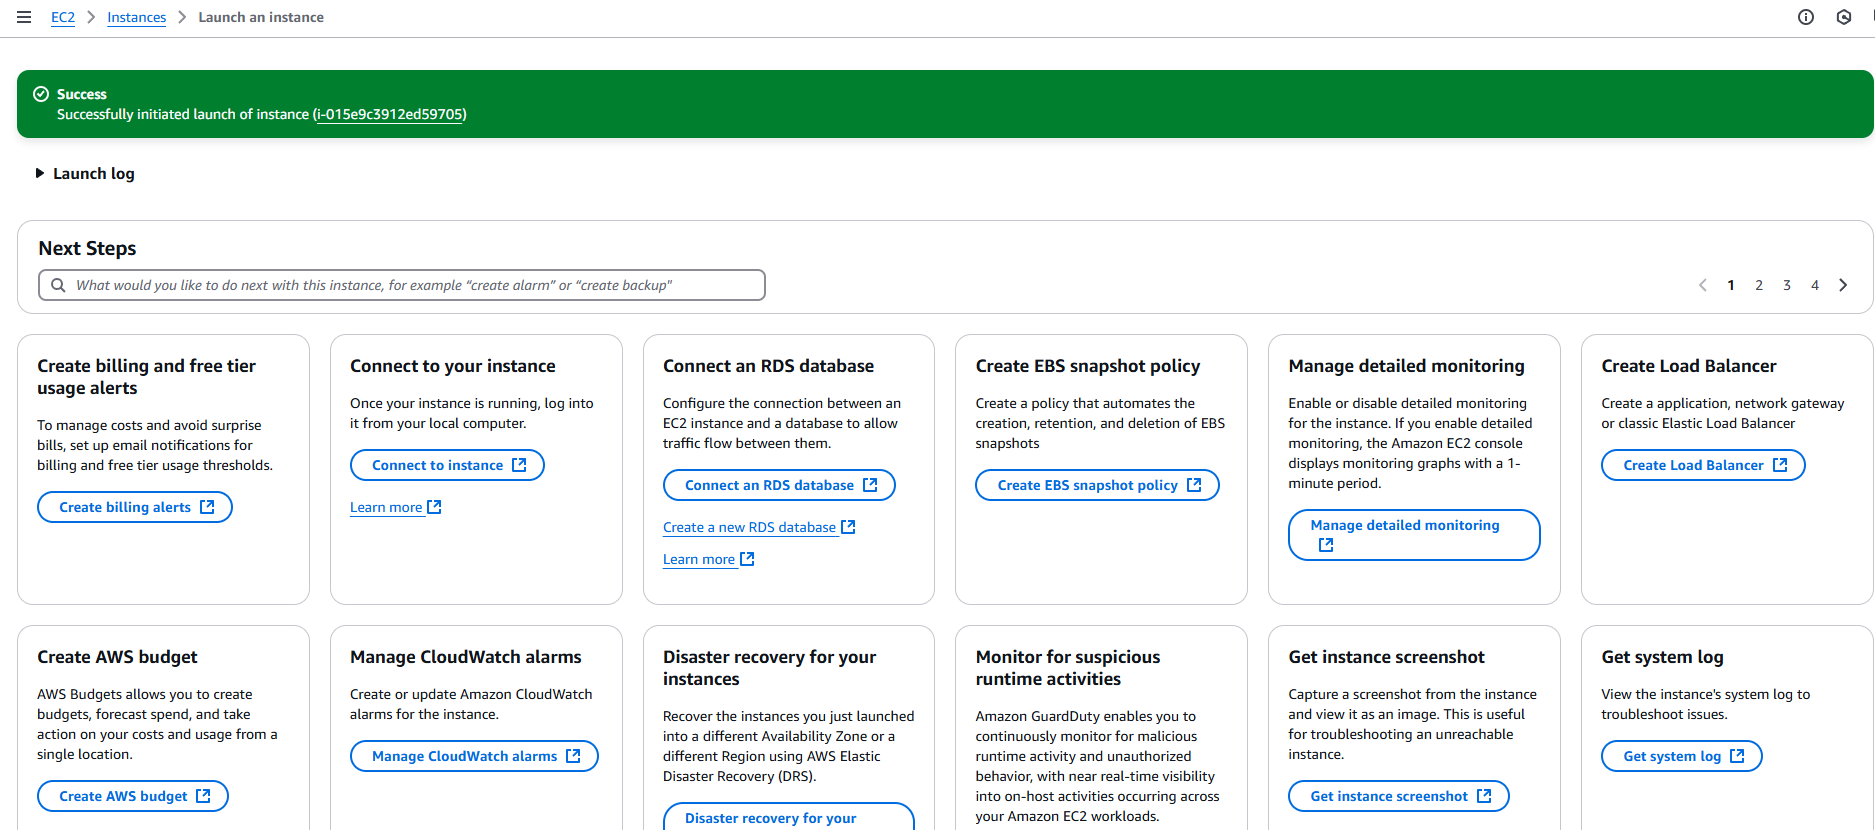 EC2 Instances Launch an instance
Success
Successfully initiated launch of instance (i-015e9c3912ed59705)
Launch log
Next Steps
What would you like to do next with this instance, for example “create alarm” or “create backup”
1 2 3 4
Create billing and free tier
usage alerts
To manage costs and avoid surprise
bills, set up email notifications for
billing and free tier usage thresholds.
Create billing alerts
Connect to your instance
Once your instance is running, log into
it from your local computer.
Connect to instance
Learn more
Connect an RDS database
Configure the connection between an
EC2 instance and a database to allow
traffic flow between them.
Connect an RDS database
Create a new RDS database
Learn more
Create EBS snapshot policy
Create a policy that automates the
creation, retention, and deletion of EBS
snapshots
Create EBS snapshot policy
Manage detailed monitoring
Enable or disable detailed monitoring
for the instance. If you enable detailed
monitoring, the Amazon EC2 console
displays monitoring graphs with a 1-
minute period.
Manage detailed monitoring
Create Load Balancer
Create a application, network gateway
or classic Elastic Load Balancer
Create Load Balancer
Create AWS budget
AWS Budgets allows you to create
budgets, forecast spend, and take
action on your costs and usage from a
single location.
Create AWS budget
Manage CloudWatch alarms
Create or update Amazon CloudWatch
alarms for the instance.
Manage CloudWatch alarms
Disaster recovery for your
instances
Recover the instances you just launched
into a different Availability Zone or a
different Region using AWS Elastic
Disaster Recovery (DRS).
Disaster recovery for your
Monitor for suspicious
runtime activities
Amazon GuardDuty enables you to
continuously monitor for malicious
runtime activity and unauthorized
behavior, with near real-time visibility
into on-host activities occurring across
your Amazon EC2 workloads.
Get instance screenshot
Capture a screenshot from the instance
and view it as an image. This is useful
for troubleshooting an unreachable
instance.
Get instance screenshot
Get system log
View the instance's system log to
troubleshoot issues.
Get system log